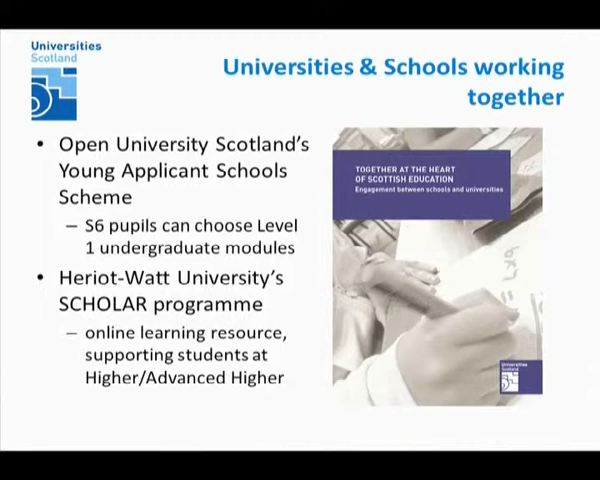 Universities
Scotland
Universities & Schools working
together
• Open University Scotland's
Young Applicant Schools
Scheme
– S6 pupils can choose Level
1 undergraduate modules
• Heriot-Watt University's
SCHOLAR programme
– online learning resource,
supporting students at
Higher/Advanced Higher
TOGETHER AT THE HEART
OF SCOTTISH EDUCATION
Engagement between schools and universities
Universities
Scotland